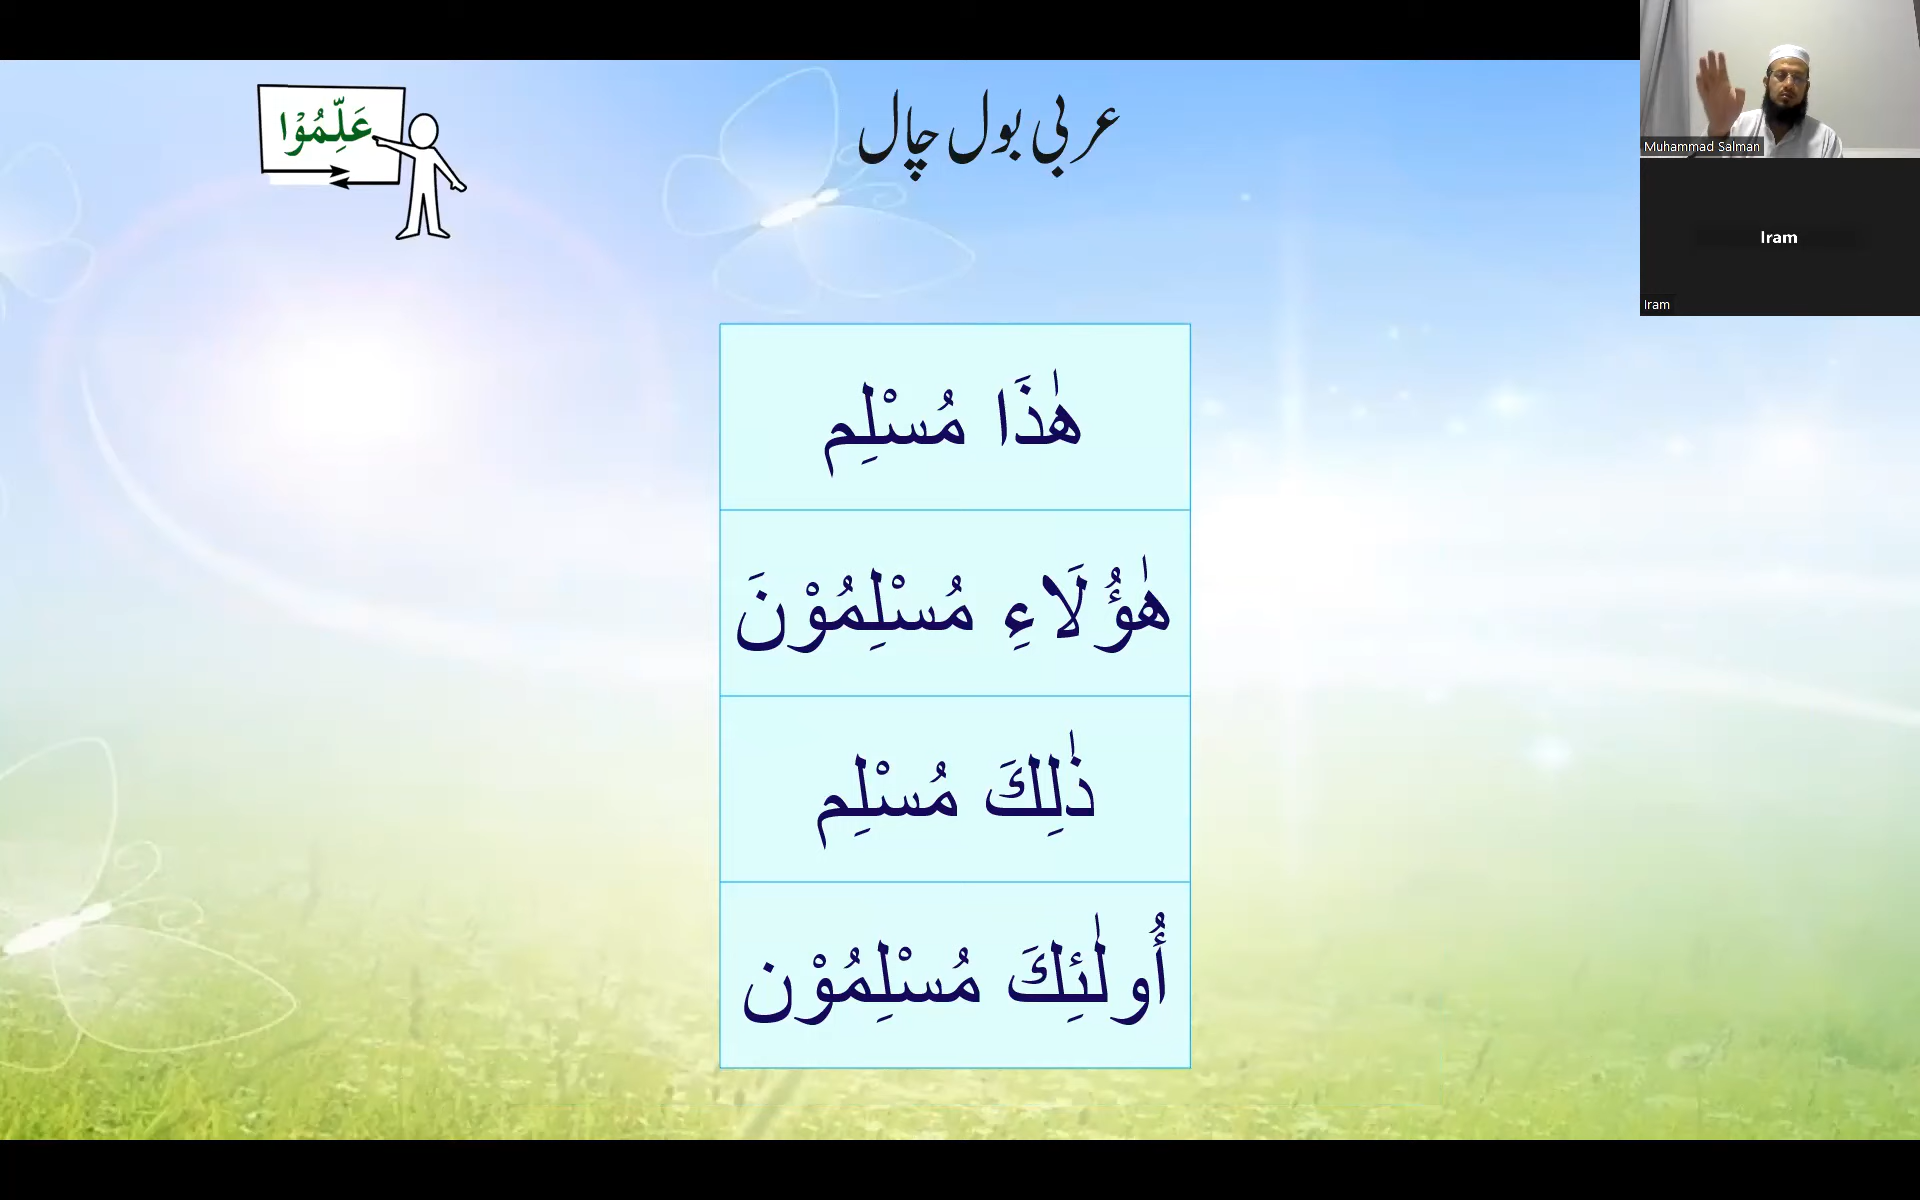 عربی بول چال
عَلِّمُوْا
هٰذَا مُسْلِم
هٰؤُلَاءِ مُسْلِمُوْنَ
ذٰلِكَ مُسْلِم
أُولٰئِكَ مُسْلِمُوْن
Muhammad Salman
Iram
Iram